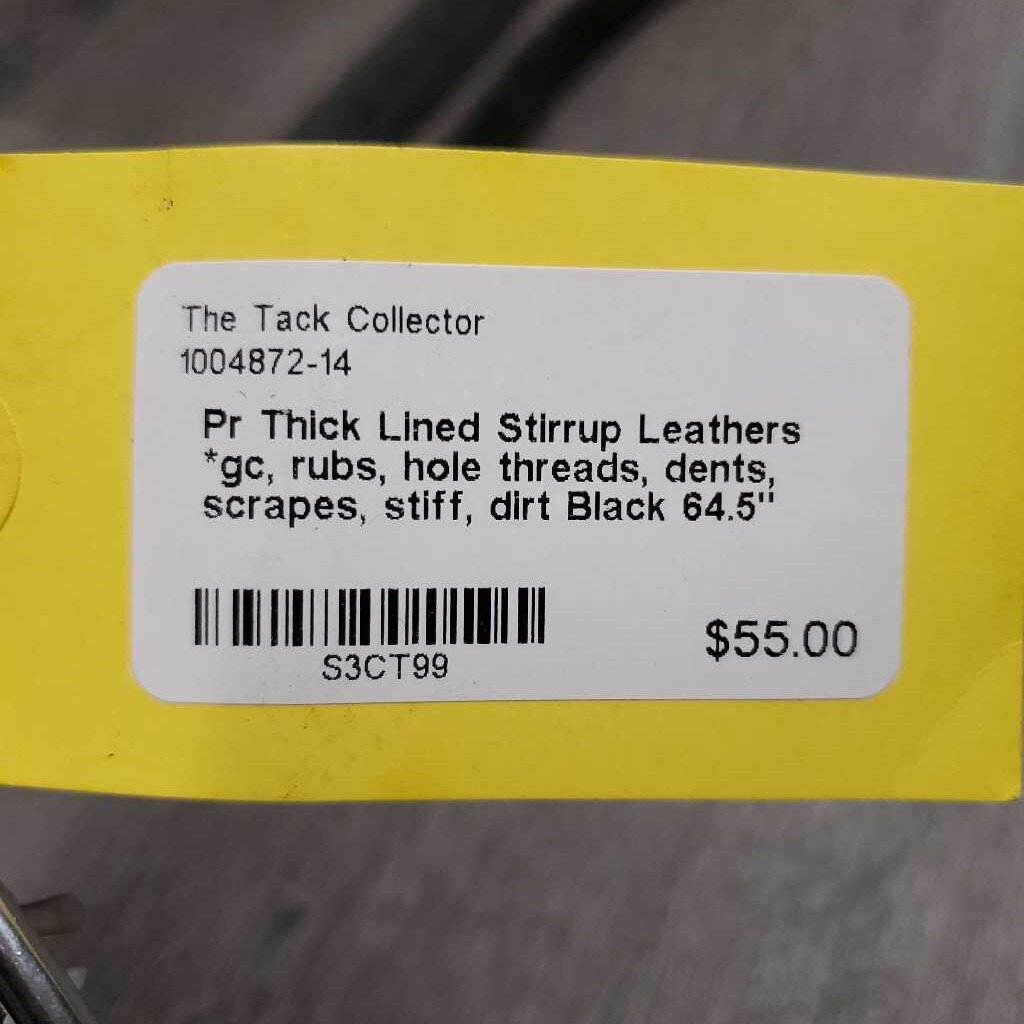 The Tack Collector
1004872-14
Pr Thick Lined Stirrup Leathers
*gc, rubs, hole threads, dents,
scrapes, stiff, dirt Black 64.5"
S3CT99
$55.00